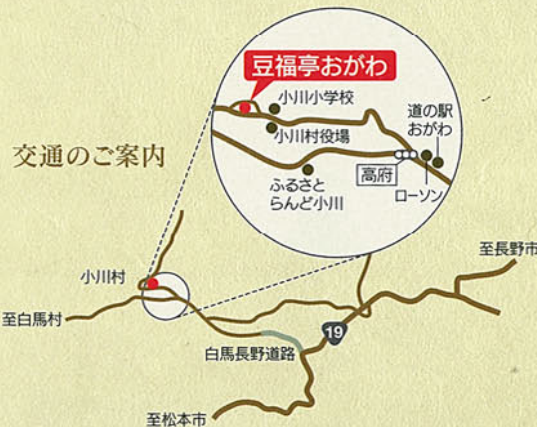 交通のご案内
豆福亭おがわ
小川小学校
小川村役場
道の駅
おがわ
高府
ローソン
ふるさと
らんど小川
小川村
至白馬村
至長野市
19
白馬長野道路
至松本市